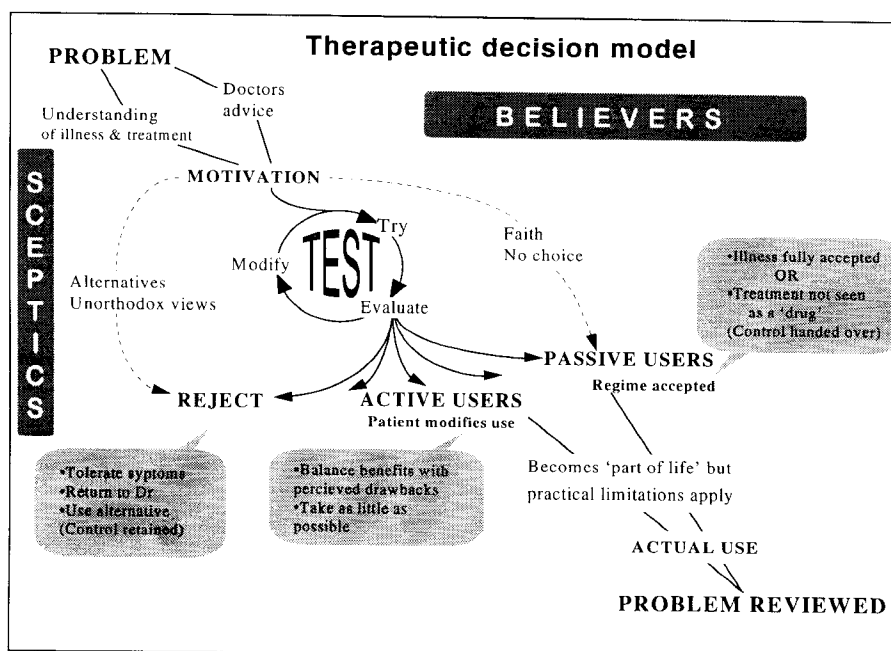 Therapeutic decision model
PROBLEM
Doctors
advice
Understanding
of illness & treatment
BELIEVERS
SCEPTICS
MOTIVATION
Try
TEST
Modify
Evaluate
Faith
No choice
Alternatives
Unorthodox views
•Illness fully accepted
OR
•Treatment not seen
as a 'drug'
(Control handed over)
PASSIVE USERS
Regime accepted
REJECT
ACTIVE USERS
Patient modifies use
•Tolerate syptoms
•Return to Dr
•Use alternative
(Control retained)
•Balance benefits with
percieved drawbacks
•Take as little as
possible
Becomes 'part of life' but
practical limitations apply
ACTUAL USE
PROBLEM REVIEWED